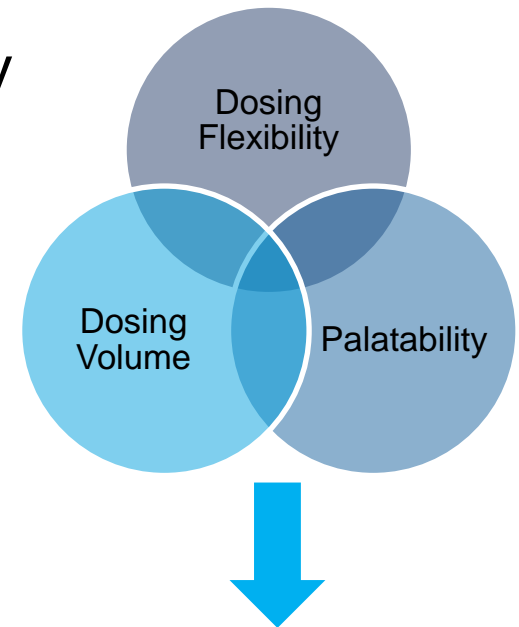 y
Dosing
Flexibility
Dosing
Volume
Palatability